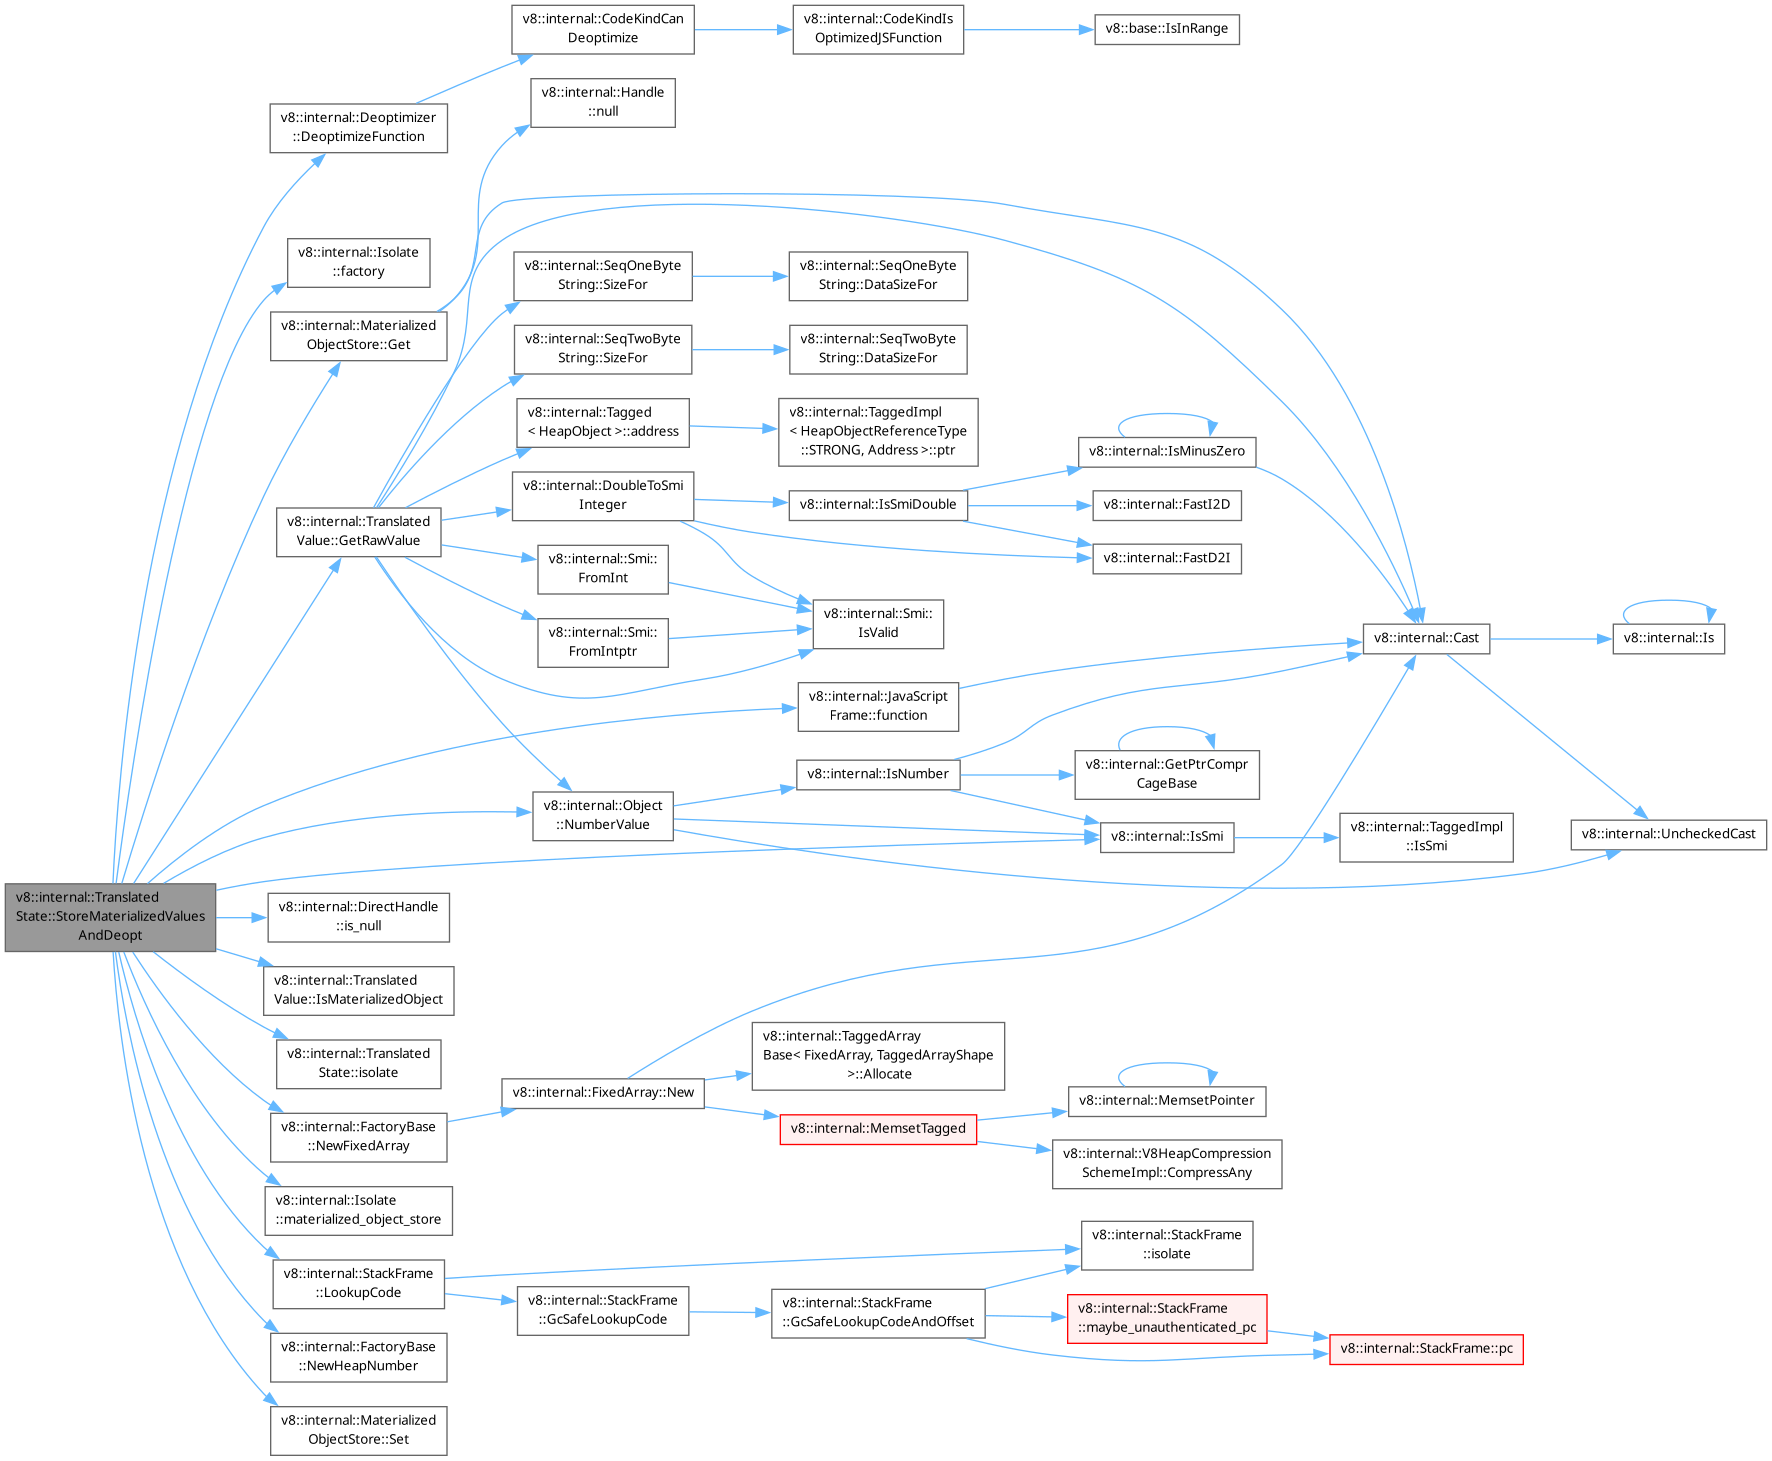 v8::internal::Translated
State::StoreMaterializedValues
AndDeopt
v8::internal::Deoptimizer
::DeoptimizeFunction
v8::internal::CodeKindCan
Deoptimize
v8::internal::CodeKindIs
OptimizedJSFunction
v8::base::IsInRange
v8::internal::Handle
::null
v8::internal::Isolate
::factory
v8::internal::Materialized
ObjectStore::Get
v8::internal::SeqOneByte
String::SizeFor
v8::internal::SeqOneByte
String::DataSizeFor
v8::internal::SeqTwoByte
String::SizeFor
v8::internal::SeqTwoByte
String::DataSizeFor
v8::internal::Tagged
< HeapObject >::address
v8::internal::TaggedImpl
< HeapObjectReferenceType
::STRONG, Address >::ptr
v8::internal::IsMinusZero
v8::internal::Translated
Value::GetRawValue
v8::internal::DoubleToSmi
Integer
v8::internal::IsSmiDouble
v8::internal::FastI2D
v8::internal::FastD2I
v8::internal::Smi::
FromInt
v8::internal::Smi::
FromIntptr
v8::internal::Smi::
IsValid
v8::internal::Cast
v8::internal::Is
v8::internal::JavaScript
Frame::function
v8::internal::IsNumber
v8::internal::GetPtrCompr
CageBase
v8::internal::Object
::NumberValue
v8::internal::IsSmi
v8::internal::TaggedImpl
::IsSmi
v8::internal::UncheckedCast
v8::internal::DirectHandle
::is_null
v8::internal::Translated
Value::IsMaterializedObject
v8::internal::Translated
State::isolate
v8::internal::FactoryBase
::NewFixedArray
v8::internal::FixedArray::New
v8::internal::TaggedArray
Base< FixedArray, TaggedArrayShape
>::Allocate
v8::internal::MemsetTagged
v8::internal::MemsetPointer
v8::internal::V8HeapCompression
SchemeImpl::CompressAny
v8::internal::Isolate
::materialized_object_store
v8::internal::StackFrame
::LookupCode
v8::internal::StackFrame
::GcSafeLookupCode
v8::internal::StackFrame
::GcSafeLookupCodeAndOffset
v8::internal::StackFrame
::isolate
v8::internal::StackFrame
::maybe_unauthenticated_pc
v8::internal::StackFrame::pc
v8::internal::FactoryBase
::NewHeapNumber
v8::internal::Materialized
ObjectStore::Set